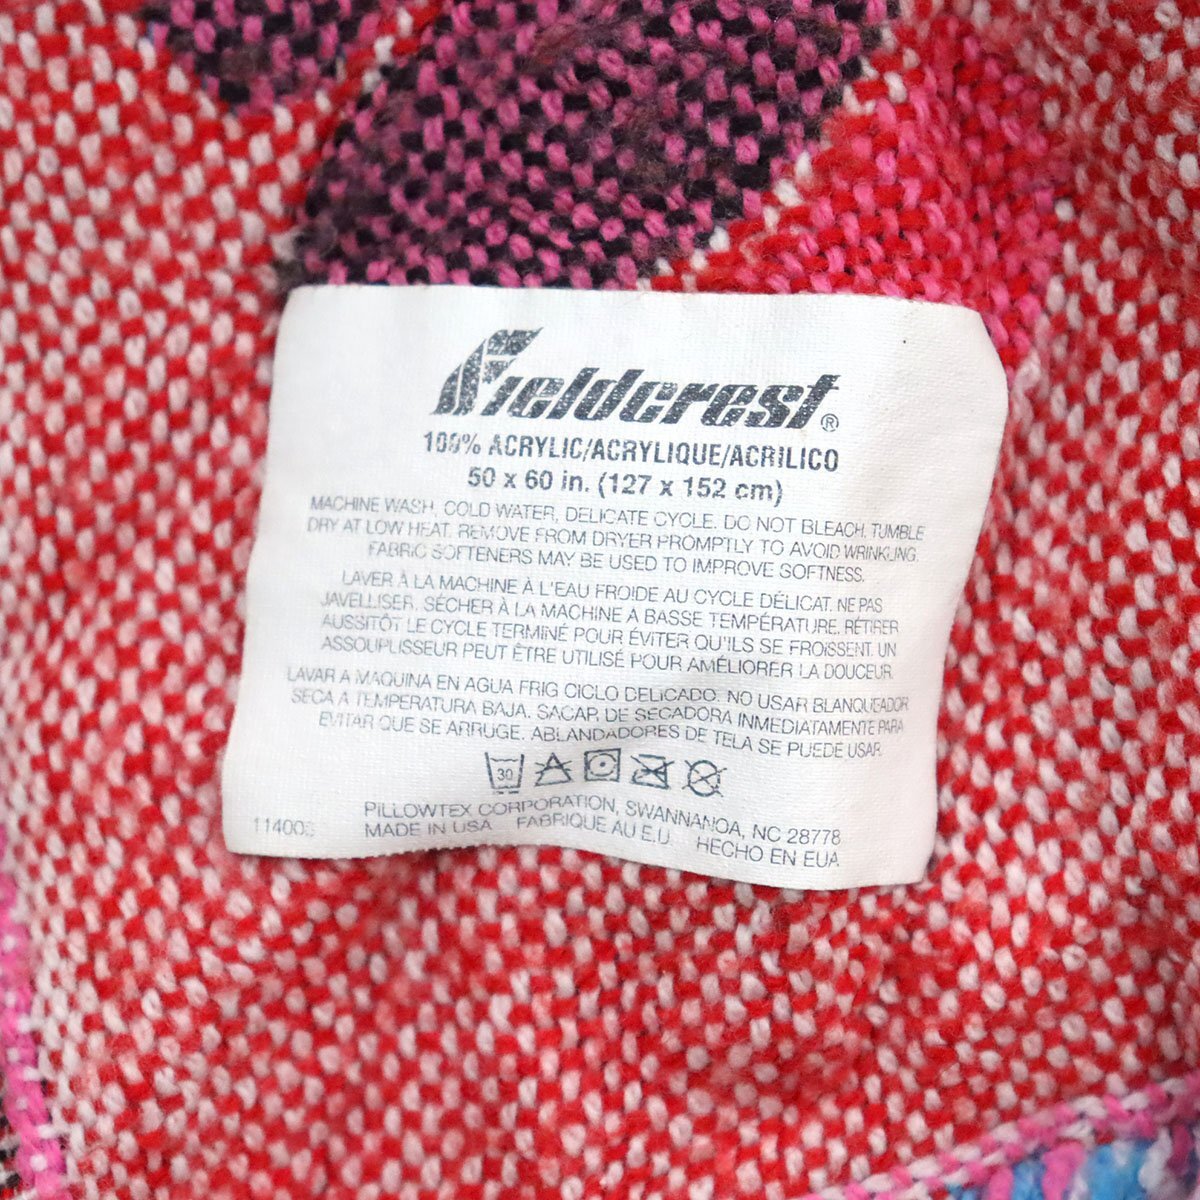 Fieldcrest®
100% ACRYLIC/ACRYLIQUE/ACRILICO
50 x 60 in. (127 x 152 cm)
MACHINE WASH, COLD WATER, DELICATE CYCLE. DO NOT BLEACH. TUMBLE
DRY AT LOW HEAT. REMOVE FROM DRYER PROMPTLY TO AVOID WRINKLING.
FABRIC SOFTENERS MAY BE USED TO IMPROVE SOFTNESS.
LAVER À LA MACHINE À L'EAU FROIDE AU CYCLE DÉLICAT. NE PAS
JAVELLISER. SÉCHER À LA MACHINE À BASSE TEMPÉRATURE. RÉTIRER
AUSSITÔT LE CYCLE TERMINÉ POUR ÉVITER QU'ILS SE FROISSENT. UN
ASSOUPLISSEUR PEUT ÊTRE UTILISÉ POUR AMÉLIORER LA DOUCEUR.
LAVAR A MAQUINA EN AGUA FRIG CICLO DELICADO. NO USAR BLANQUEADOR
SECA A TEMPERATURA BAJA. SACAR DE SECADORA INMEDIATAMENTE PARA
EVITAR QUE SE ARRUGE. ABLANDADORES DE TELA SE PUEDE USAR.
30
PILLOWTEX CORPORATION, SWANNANOA, NC 28778
114003 MADE IN USA FABRIQUE AU E.U. HECHO EN EUA